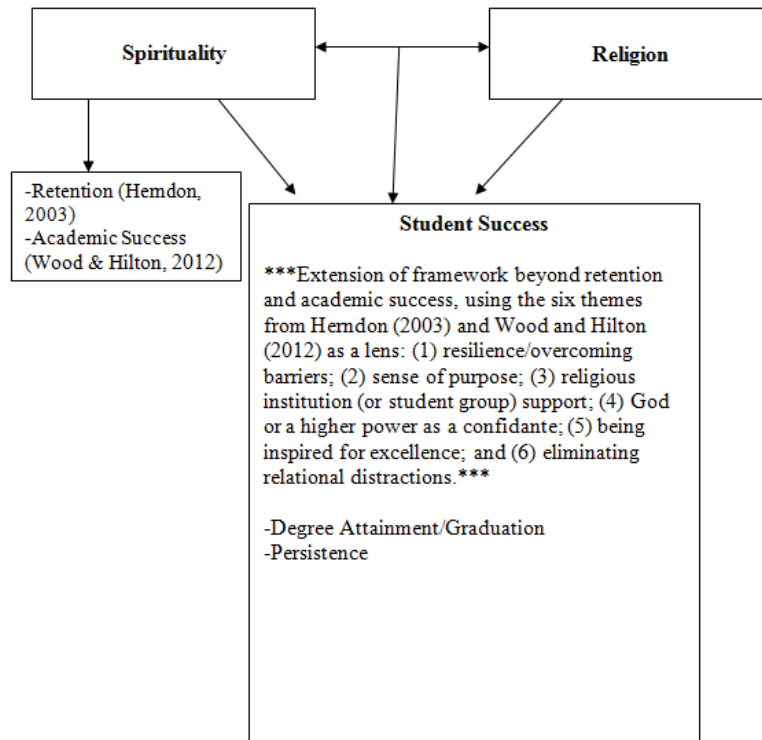 Spirituality
Religion
-Retention (Herndon,
2003)
-Academic Success
(Wood & Hilton, 2012)
Student Success
***Extension of framework beyond retention
and academic success, using the six themes
from Herndon (2003) and Wood and Hilton
(2012) as a lens: (1) resilience/overcoming
barriers; (2) sense of purpose; (3) religious
institution (or student group) support; (4) God
or a higher power as a confidante; (5) being
inspired for excellence; and (6) eliminating
relational distractions.***
-Degree Attainment/Graduation
-Persistence